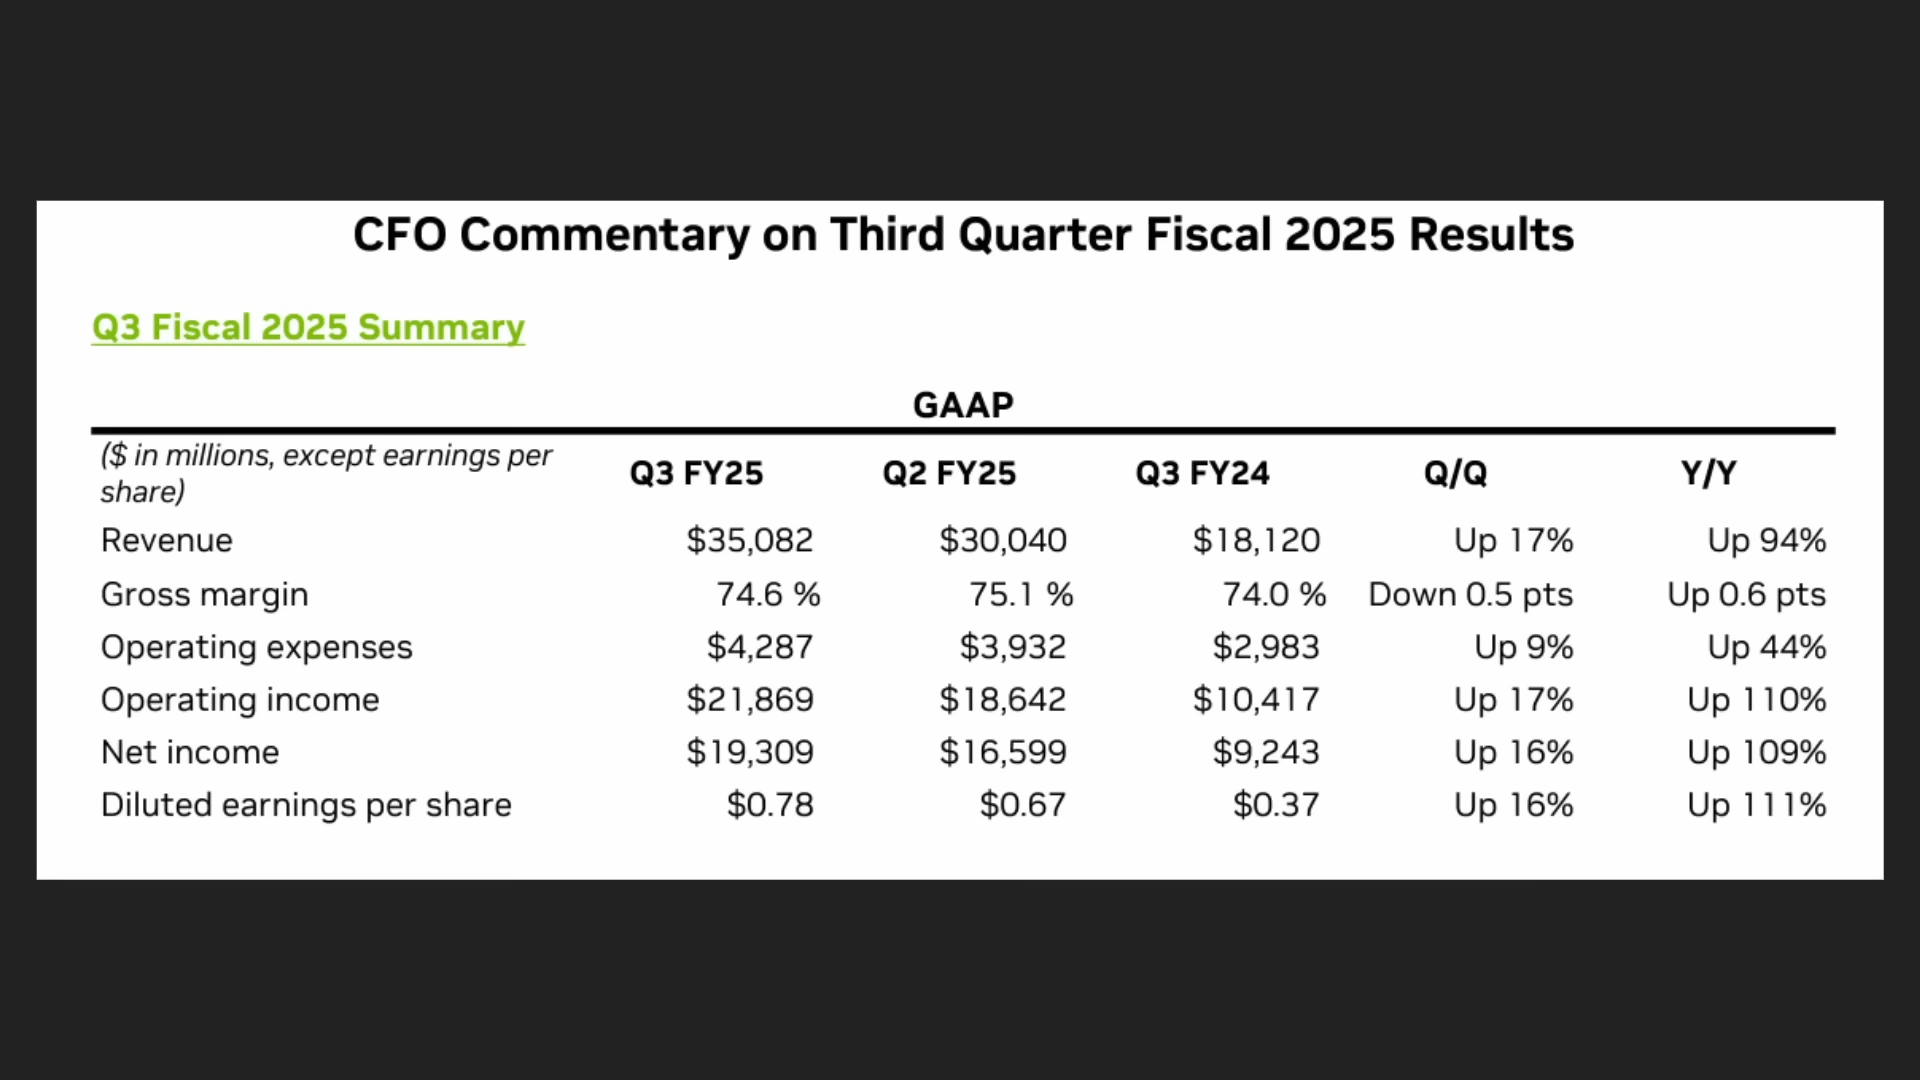 CFO Commentary on Third Quarter Fiscal 2025 Results
Q3 Fiscal 2025 Summary
GAAP
($ in millions, except earnings per share) Q3 FY25 Q2 FY25 Q3 FY24 Q/Q Y/Y
Revenue $35,082 $30,040 $18,120 Up 17% Up 94%
Gross margin 74.6 % 75.1 % 74.0 % Down 0.5 pts Up 0.6 pts
Operating expenses $4,287 $3,932 $2,983 Up 9% Up 44%
Operating income $21,869 $18,642 $10,417 Up 17% Up 110%
Net income $19,309 $16,599 $9,243 Up 16% Up 109%
Diluted earnings per share $0.78 $0.67 $0.37 Up 16% Up 111%